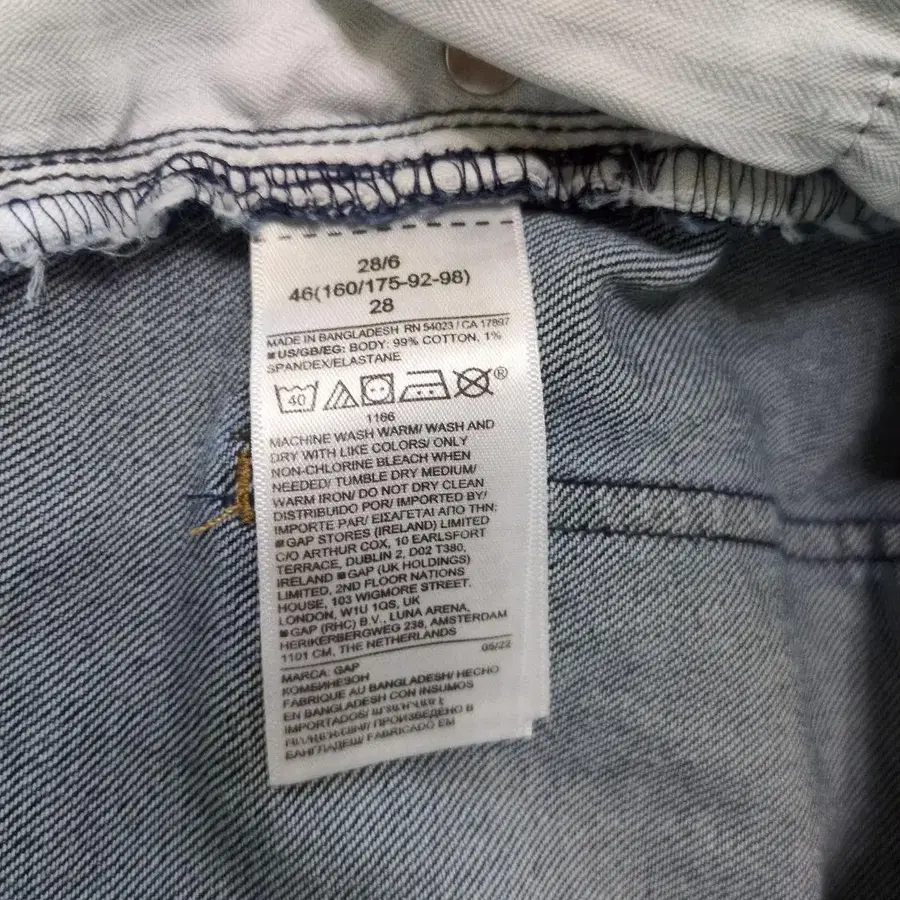 28/6
46(160/175-92-98)
28
MADE IN BANGLADESH RN 54023 / CA 17897
■US/GB/EG: BODY: 99% COTTON, 1%
SPANDEX/ELASTANE
40 ®
1166
MACHINE WASH WARM/ WASH AND
DRY WITH LIKE COLORS/ ONLY
NON-CHLORINE BLEACH WHEN
NEEDED/ TUMBLE DRY MEDIUM/
WARM IRON/ DO NOT DRY CLEAN
DISTRIBUIDO POR/ IMPORTED BY/
IMPORTE PAR/ ΕΙΣΑΓΕΤΑΙ ΑΠΟ ΤΗΝ:
■GAP STORES (IRELAND) LIMITED
C/O ARTHUR COX, 10 EARLSFORT
TERRACE, DUBLIN 2, D02 T380,
IRELAND ■GAP (UK HOLDINGS)
LIMITED, 2ND FLOOR NATIONS
HOUSE, 103 WIGMORE STREET,
LONDON, W1U 1QS, UK
■GAP (RHC) B.V., LUNA ARENA,
HERIKERBERGWEG 238, AMSTERDAM
1101 CM, THE NETHERLANDS
05/22
MARCA: GAP
КОМБИНЕЗОН
FABRIQUE AU BANGLADESH/ HECHO
EN BANGLADESH CON INSUMOS
IMPORTADOS/
ПРОИЗВЕДЕНО В
БАНГЛАДЕШ/ FABRICADO EM